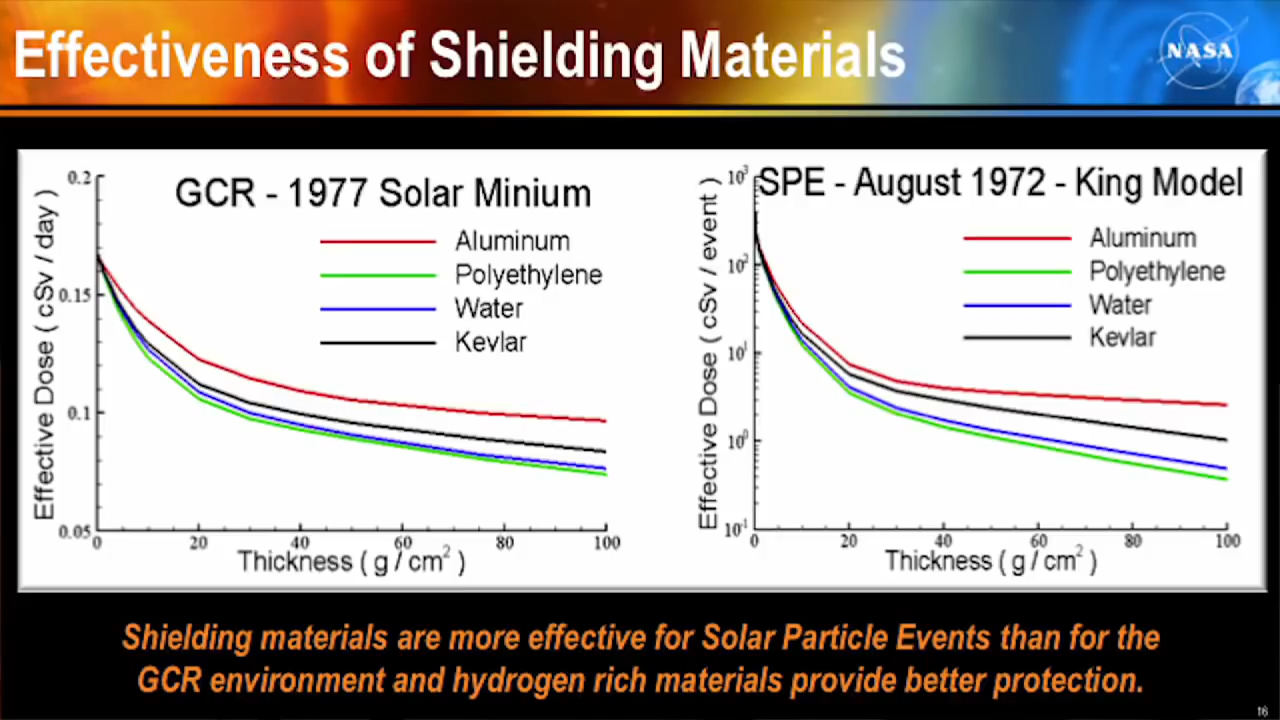 Effectiveness of Shielding Materials
NASA
GCR - 1977 Solar Minium
Effective Dose ( cSv / day )
0.2
0.15
0.1
0.05
Aluminum
Polyethylene
Water
Kevlar
0 20 40 60 80 100
Thickness ( g / cm² )
SPE - August 1972 - King Model
Effective Dose ( cSv / event )
10³
10²
10¹
10⁰
10⁻¹
Aluminum
Polyethylene
Water
Kevlar
0 20 40 60 80 100
Thickness ( g / cm² )
Shielding materials are more effective for Solar Particle Events than for the
GCR environment and hydrogen rich materials provide better protection.
16